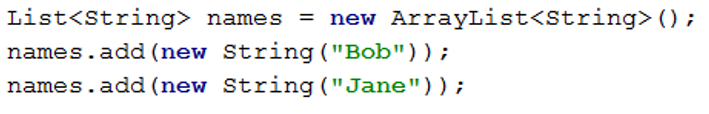 List<String> names = new ArrayList<String>();
names.add(new String("Bob"));
names.add(new String("Jane"));